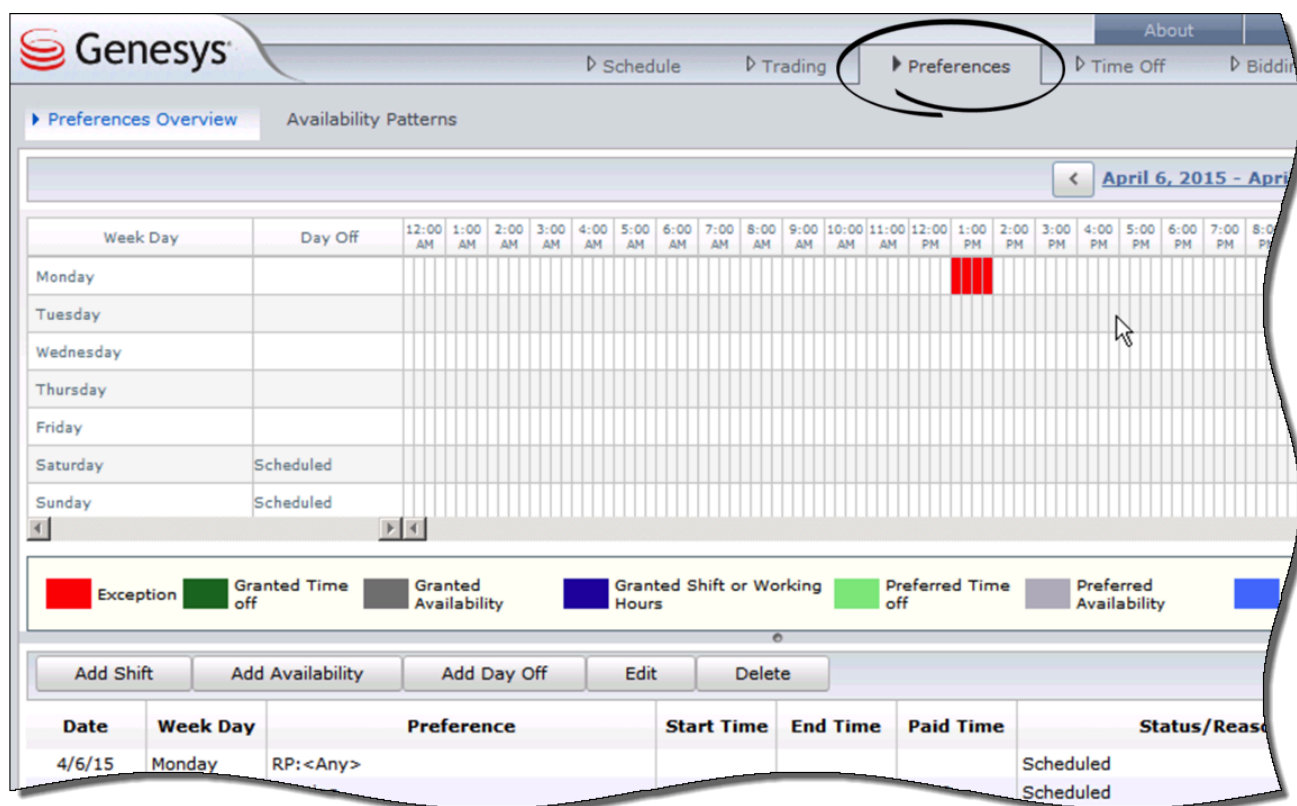 Genesys
About
Schedule Trading Preferences Time Off
Preferences Overview Availability Patterns
April 6, 2015 -
Week Day Day Off 12:00 AM 1:00 AM 2:00 AM 3:00 AM 4:00 AM 5:00 AM 6:00 AM 7:00 AM 8:00 AM 9:00 AM 10:00 AM 11:00 AM 12:00 PM 1:00 PM 2:00 PM 3:00 PM 4:00 PM 5:00 PM 6:00 PM 7:00 PM
Monday
Tuesday
Wednesday
Thursday
Friday
Saturday Scheduled
Sunday Scheduled
Exception Granted Time off Granted Availability Granted Shift or Working Hours Preferred Time off Preferred Availability
Add Shift Add Availability Add Day Off Edit Delete
Date Week Day Preference Start Time End Time Paid Time
4/6/15 Monday RP:<Any> Scheduled
Scheduled